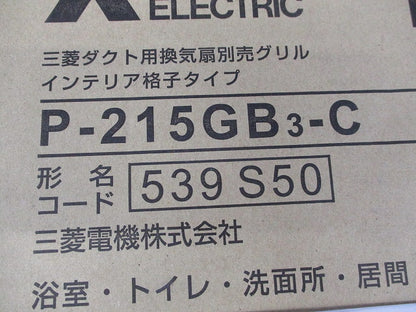 ELECTRIC
三菱ダクト用換気扇別売グリル
インテリア格子タイプ
P-215GB3-C
形名コード 539 S50
三菱電機株式会社
浴室・トイレ・洗面所・居間